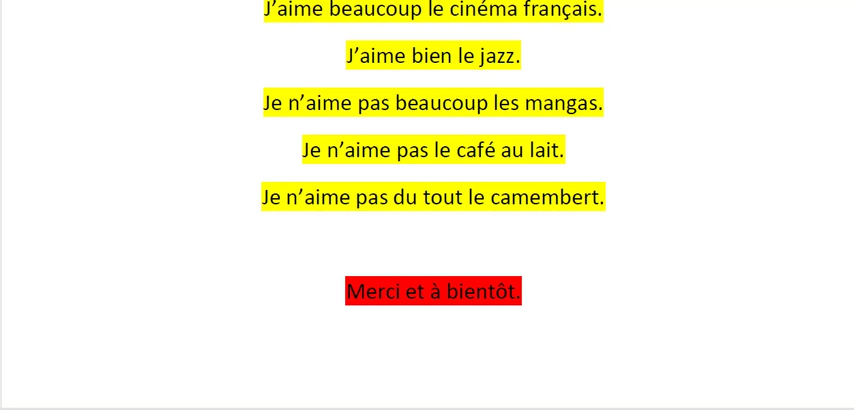 J’aime beaucoup le cinéma français.
J’aime bien le jazz.
Je n’aime pas beaucoup les mangas.
Je n’aime pas le café au lait.
Je n’aime pas du tout le camembert.
Merci et à bientôt.